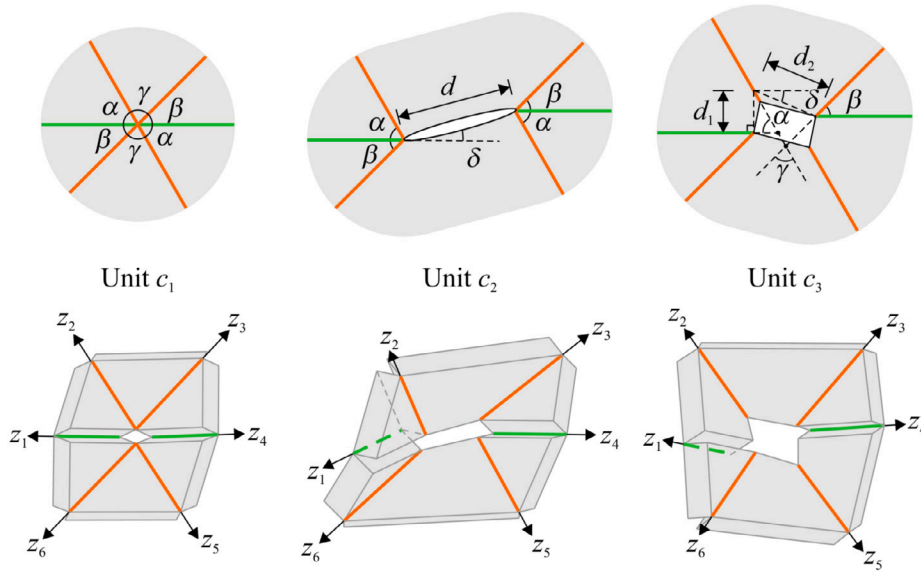 α γ β
β γ α
d
α β
β δ α
d₂
d₁ α δ β
γ
Unit c₁
Unit c₂
Unit c₃
z₂ z₃
z₁ z₄
z₆ z₅
z₂ z₃
z₁ z₄
z₆ z₅
z₂ z₃
z₁
z₆ z₅